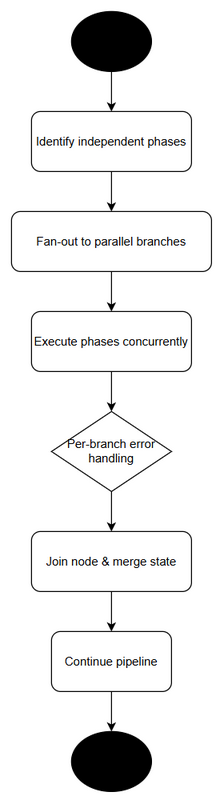 Identify independent phases
Fan-out to parallel branches
Execute phases concurrently
Per-branch error
handling
Join node & merge state
Continue pipeline